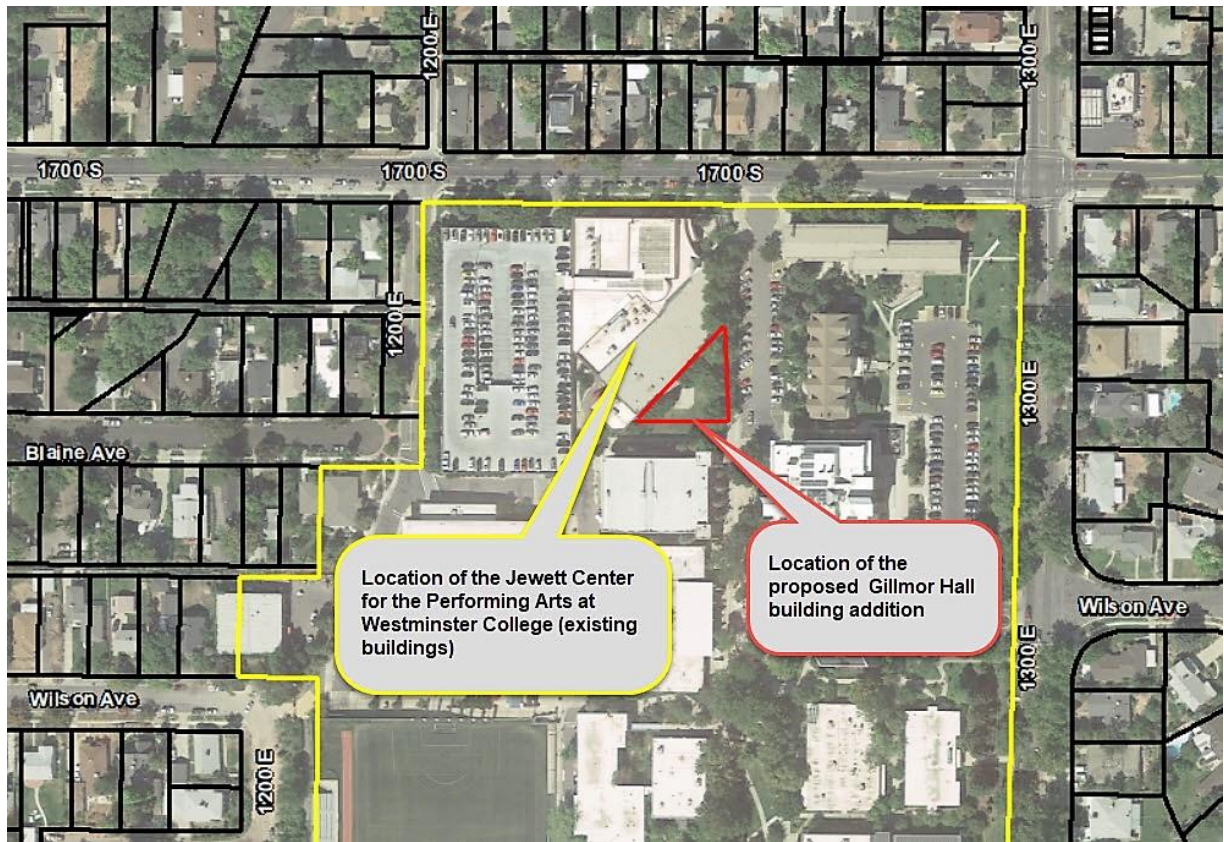 1200 E
1300 E
1700 S
1700 S
1700 S
1200 E
1300 E
Blaine Ave
Location of the Jewett Center
for the Performing Arts at
Westminster College (existing
buildings)
Location of the
proposed  Gillmor Hall
building addition
Wilson Ave
1300 E
Wilson Ave
1200 E